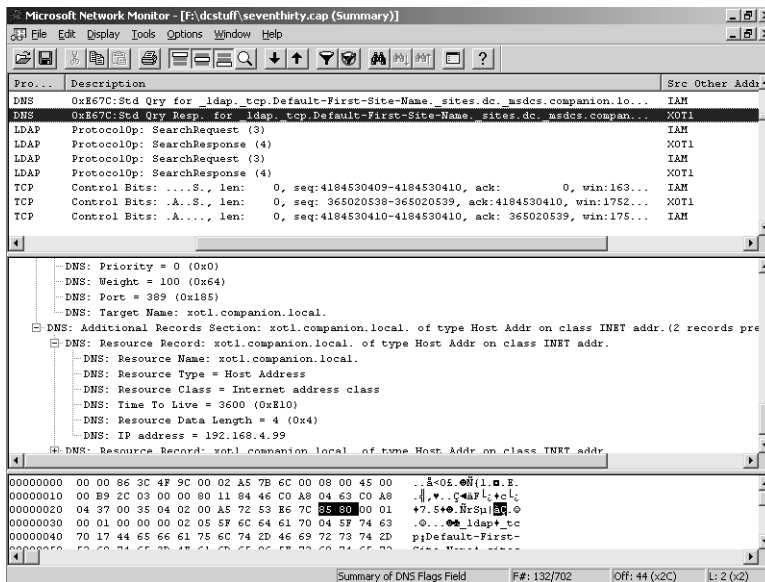 Microsoft Network Monitor - [F:\dcstuff\seventhirty.cap (Summary)]
File Edit Display Tools Options Window Help
Pro... Description Src Other Addr
DNS 0xE67C:Std Qry for _ldap._tcp.Default-First-Site-Name._sites.dc._msdcs.companion.lo... IAM
DNS 0xE67C:Std Qry Resp. for _ldap._tcp.Default-First-Site-Name._sites.dc._msdcs.compan... XOT1
LDAP ProtocolOp: SearchRequest (3) IAM
LDAP ProtocolOp: SearchResponse (4) XOT1
LDAP ProtocolOp: SearchRequest (3) IAM
LDAP ProtocolOp: SearchResponse (4) XOT1
TCP Control Bits: ....S., len: 0, seq:4184530409-4184530410, ack: 0, win:163... IAM
TCP Control Bits: .A..S., len: 0, seq: 365020538-365020539, ack:4184530410, win:1752... XOT1
TCP Control Bits: .A...., len: 0, seq:4184530410-4184530410, ack: 365020539, win:175... IAM
DNS: Priority = 0 (0x0)
DNS: Weight = 100 (0x64)
DNS: Port = 389 (0x185)
DNS: Target Name: xot1.companion.local.
DNS: Additional Records Section: xot1.companion.local. of type Host Addr on class INET addr.(2 records pre
DNS: Resource Record: xot1.companion.local. of type Host Addr on class INET addr.
DNS: Resource Name: xot1.companion.local.
DNS: Resource Type = Host Address
DNS: Resource Class = Internet address class
DNS: Time To Live = 3600 (0xE10)
DNS: Resource Data Length = 4 (0x4)
DNS: IP address = 192.168.4.99
DNS: Resource Record: xot1.companion.local. of type Host Addr on class INET addr.
00000000 00 00 86 3C 4F 9C 00 02 A5 7B 6C 00 08 00 45 00 ..å<O£.☻Ñ{l.◘.E.
00000010 00 B9 2C 03 00 00 80 11 84 46 C0 A8 04 63 C0 A8 .╣,♥..Ç◄äF└¿♦c└¿
00000020 04 37 00 35 04 02 00 A5 72 53 E6 7C 85 80 00 01 ♦7.5♦☻.ÑrSµ|àÇ.☺
00000030 00 01 00 00 00 02 05 5F 6C 64 61 70 04 5F 74 63 .☺...☻♣_ldap♦_tc
00000040 70 17 44 65 66 61 75 6C 74 2D 46 69 72 73 74 2D p↨Default-First-
Summary of DNS Flags Field F#: 132/702 Off: 44 (x2C) L: 2 (x2)